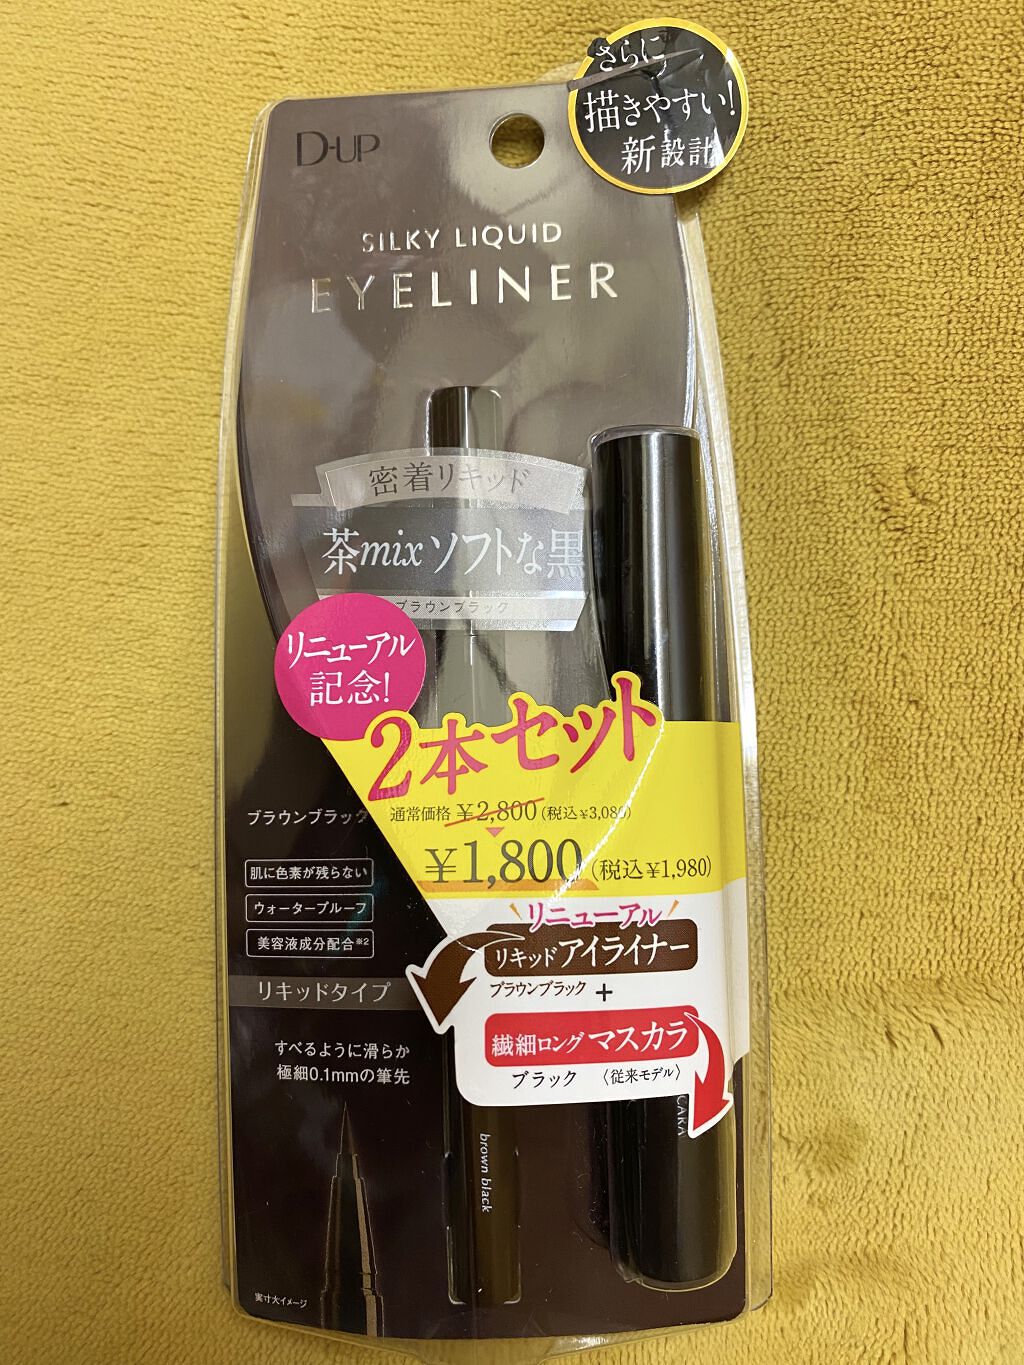 さらに
描きやすい!
新設計
D-UP
SILKY LIQUID
EYELINER
密着リキッド
茶mixソフトな黒
ブラウンブラック
リニューアル
記念!
2本セット
通常価格 ¥2,800(税込¥3,080)
¥1,800(税込¥1,980)
ブラウンブラック
肌に色素が残らない
ウォータープルーフ
美容液成分配合※2
リキッドタイプ
すべるように滑らか
極細0.1mmの筆先
リニューアル
リキッドアイライナー
ブラウンブラック +
繊細ロングマスカラ
ブラック 〈従来モデル〉
CARA
brown black
実寸大イメージ